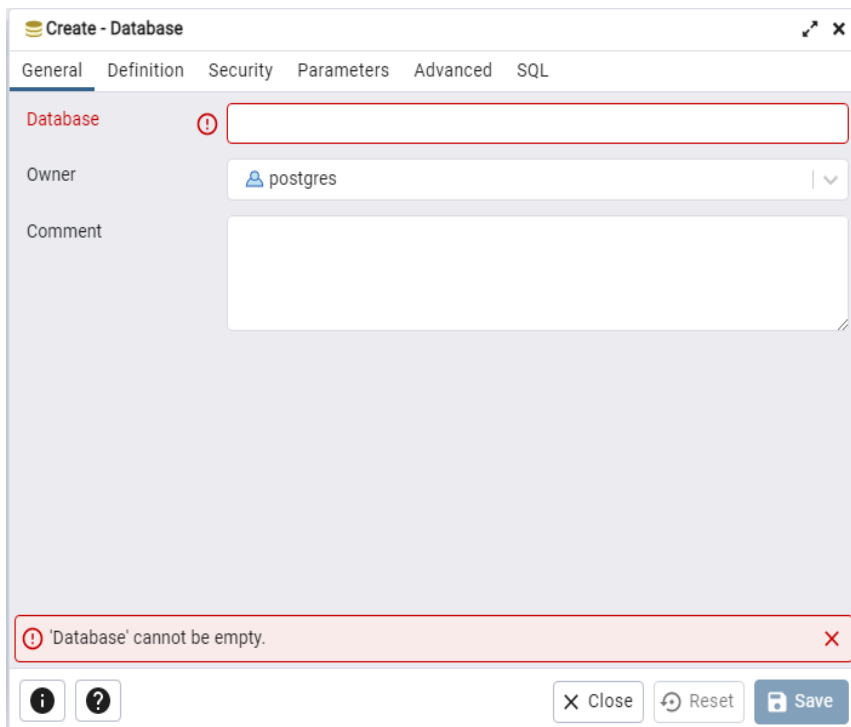 Create - Database
General Definition Security Parameters Advanced SQL
Database
Owner postgres
Comment
'Database' cannot be empty.
Close Reset Save